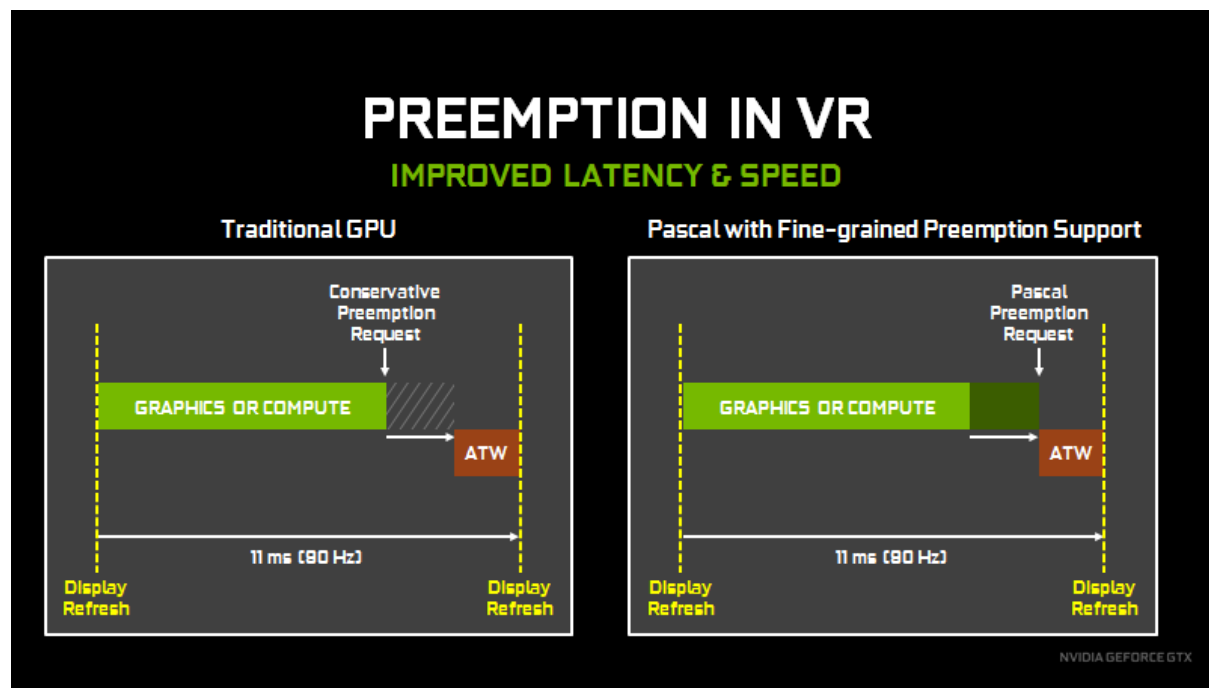 PREEMPTION IN VR
IMPROVED LATENCY & SPEED
Traditional GPU
Conservative
Preemption
Request
GRAPHICS OR COMPUTE
ATW
11 ms (90 Hz)
Display
Refresh
Display
Refresh
Pascal with Fine-grained Preemption Support
Pascal
Preemption
Request
GRAPHICS OR COMPUTE
ATW
11 ms (90 Hz)
Display
Refresh
Display
Refresh
NVIDIA GEFORCE GTX